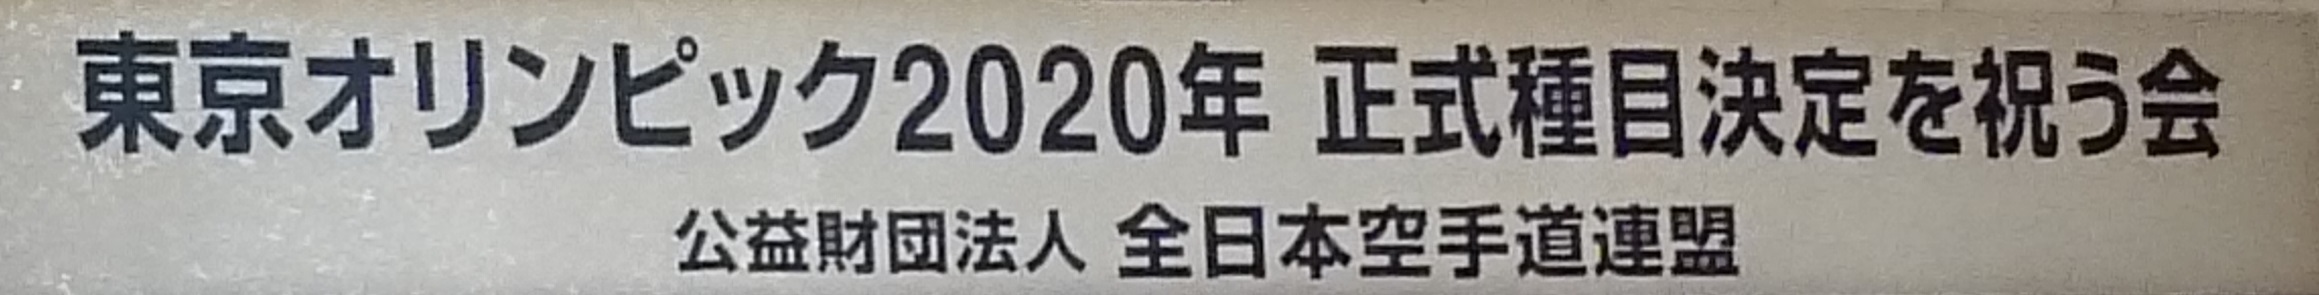 東京オリンピック2020年 正式種目決定を祝う会
公益財団法人 全日本空手道連盟